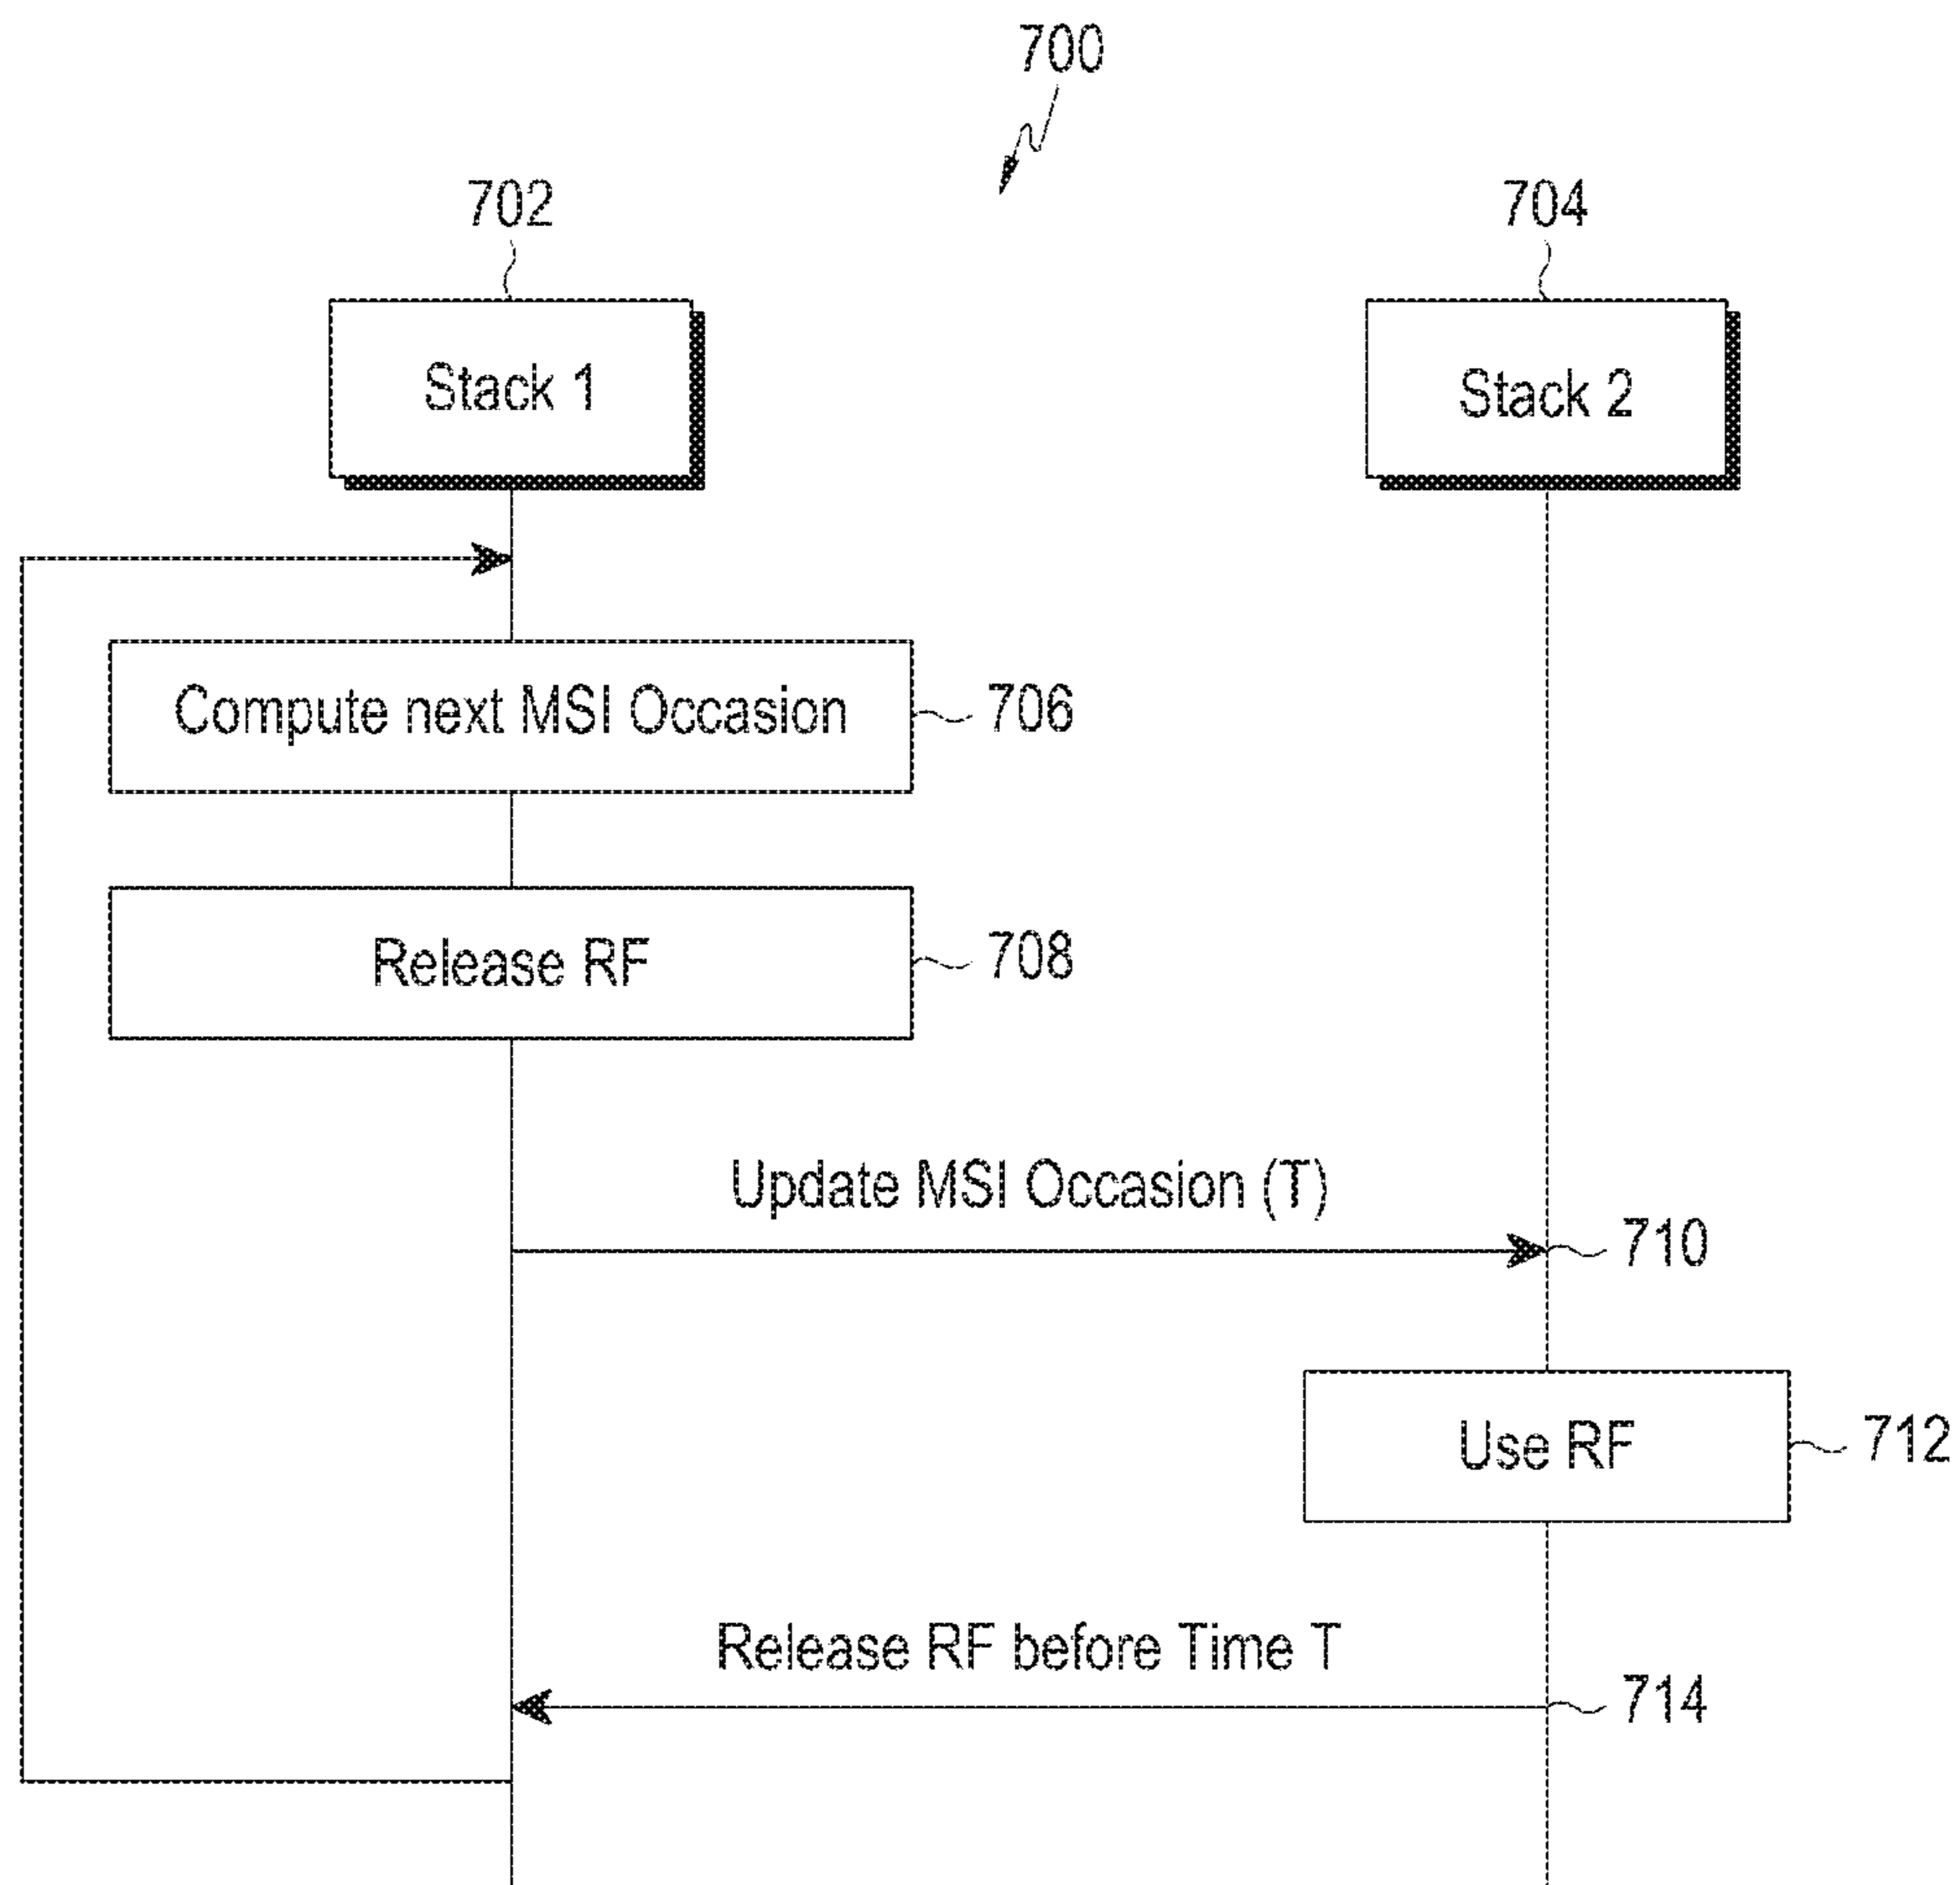 700
702
704
Stack 1
Stack 2
Compute next MSI Occasion
706
Release RF
708
Update MSI Occasion (T)
710
Use RF
712
Release RF before Time T
714